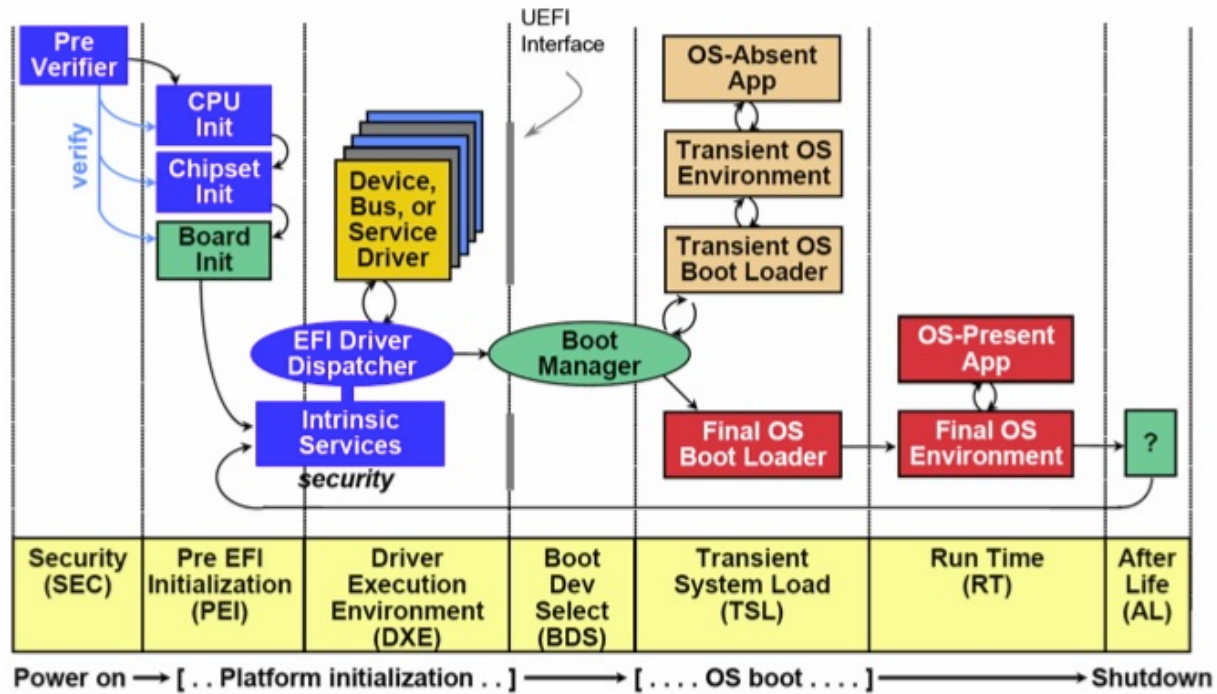 UEFI
Interface
Pre
Verifier
verify
CPU
Init
Chipset
Init
Board
Init
Device,
Bus, or
Service
Driver
EFI Driver
Dispatcher
Intrinsic
Services
security
Boot
Manager
OS-Absent
App
Transient OS
Environment
Transient OS
Boot Loader
Final OS
Boot Loader
OS-Present
App
Final OS
Environment
?
Security
(SEC)
Pre EFI
Initialization
(PEI)
Driver
Execution
Environment
(DXE)
Boot
Dev
Select
(BDS)
Transient
System Load
(TSL)
Run Time
(RT)
After
Life
(AL)
Power on [ . . Platform initialization . . ] [ . . . . OS boot . . . . ] Shutdown